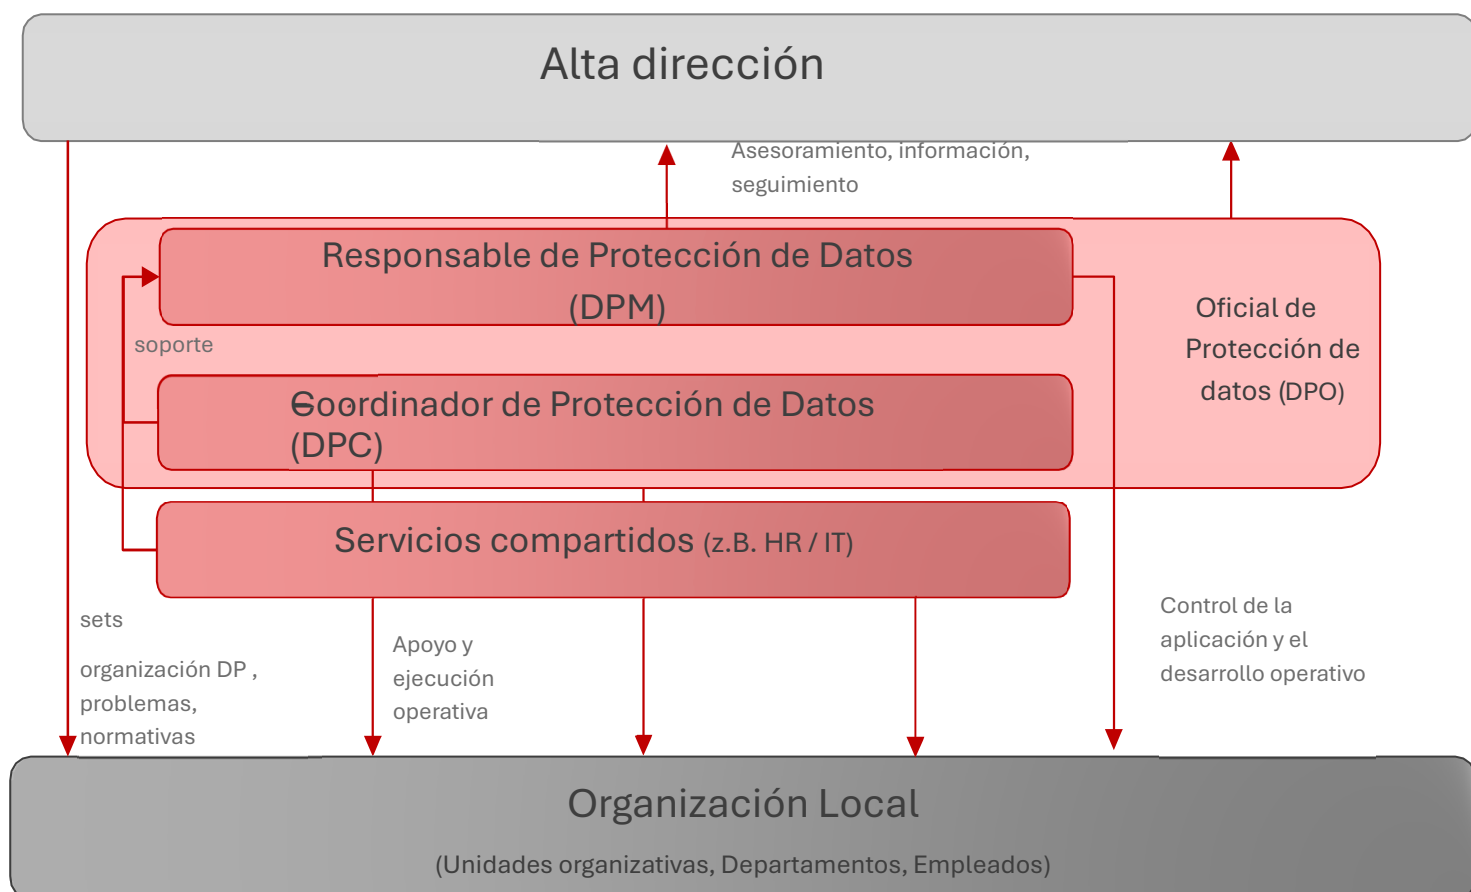 Alta dirección
Asesoramiento, información,
seguimiento
Responsable de Protección de Datos
(DPM)
Oficial de
Protección de
datos (DPO)
soporte
Coordinador de Protección de Datos
(DPC)
Servicios compartidos (z.B. HR / IT)
sets
organización DP ,
problemas,
normativas
Apoyo y
ejecución
operativa
Control de la
aplicación y el
desarrollo operativo
Organización Local
(Unidades organizativas, Departamentos, Empleados)